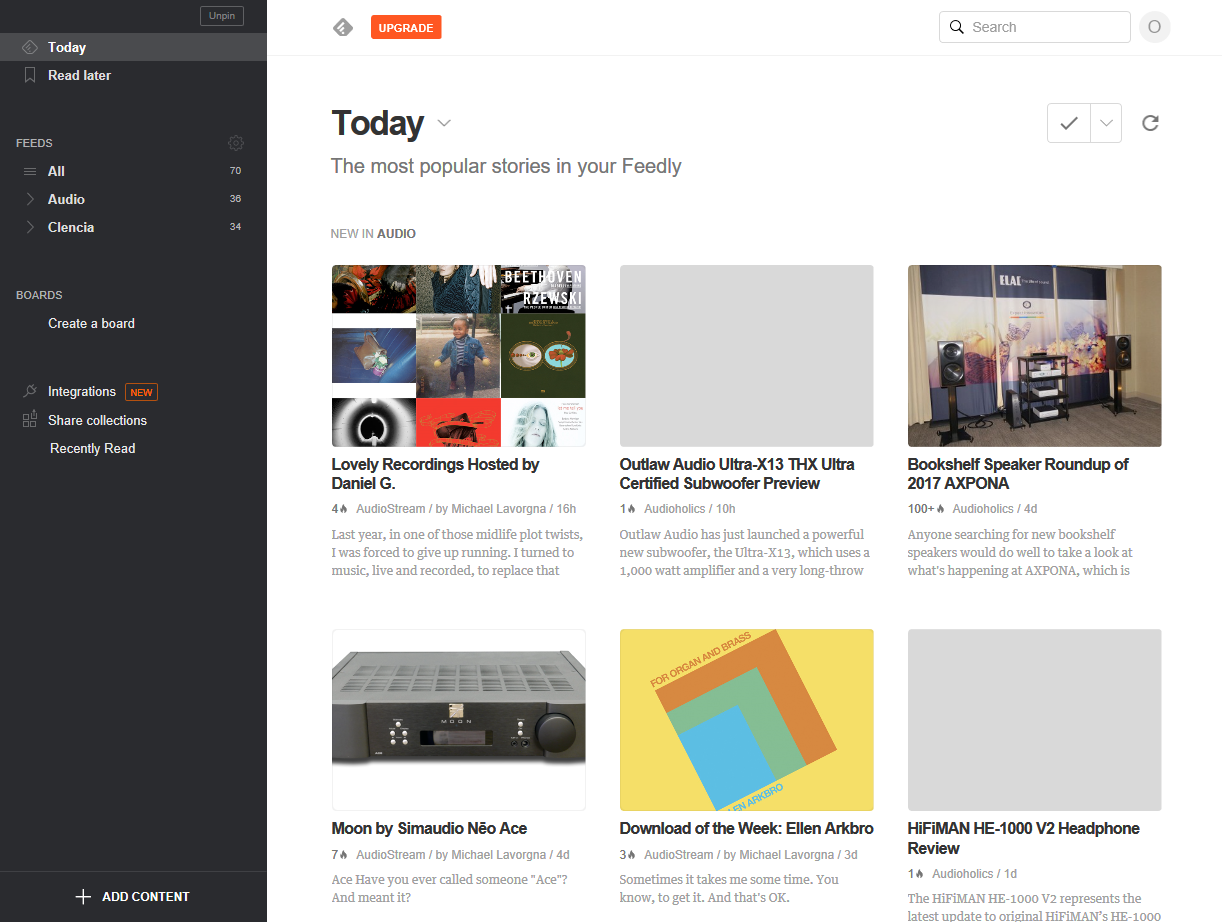 Unpin
Today
Read later
FEEDS
All 70
Audio 36
Clencia 34
BOARDS
Create a board
Integrations NEW
Share collections
Recently Read
ADD CONTENT
UPGRADE
Search
O
Today
The most popular stories in your Feedly
NEW IN AUDIO
BEETHOVEN
RZEWSKI
Lovely Recordings Hosted by
Daniel G.
4 AudioStream / by Michael Lavorgna / 16h
Last year, in one of those midlife plot twists,
I was forced to give up running. I turned to
music, live and recorded, to replace that
Outlaw Audio Ultra-X13 THX Ultra
Certified Subwoofer Preview
1 Audioholics / 10h
Outlaw Audio has just launched a powerful
new subwoofer, the Ultra-X13, which uses a
1,000 watt amplifier and a very long-throw
ELAC
Bookshelf Speaker Roundup of
2017 AXPONA
100+ Audioholics / 4d
Anyone searching for new bookshelf
speakers would do well to take a look at
what's happening at AXPONA, which is
MOON
Moon by Simaudio Nēo Ace
7 AudioStream / by Michael Lavorgna / 4d
Ace Have you ever called someone "Ace"?
And meant it?
FOR ORGAN AND BRASS
LEN ARKBRO
Download of the Week: Ellen Arkbro
3 AudioStream / by Michael Lavorgna / 3d
Sometimes it takes me some time. You
know, to get it. And that's OK.
HiFiMAN HE-1000 V2 Headphone
Review
1 Audioholics / 1d
The HiFiMAN HE-1000 V2 represents the
latest update to original HiFiMAN's HE-1000